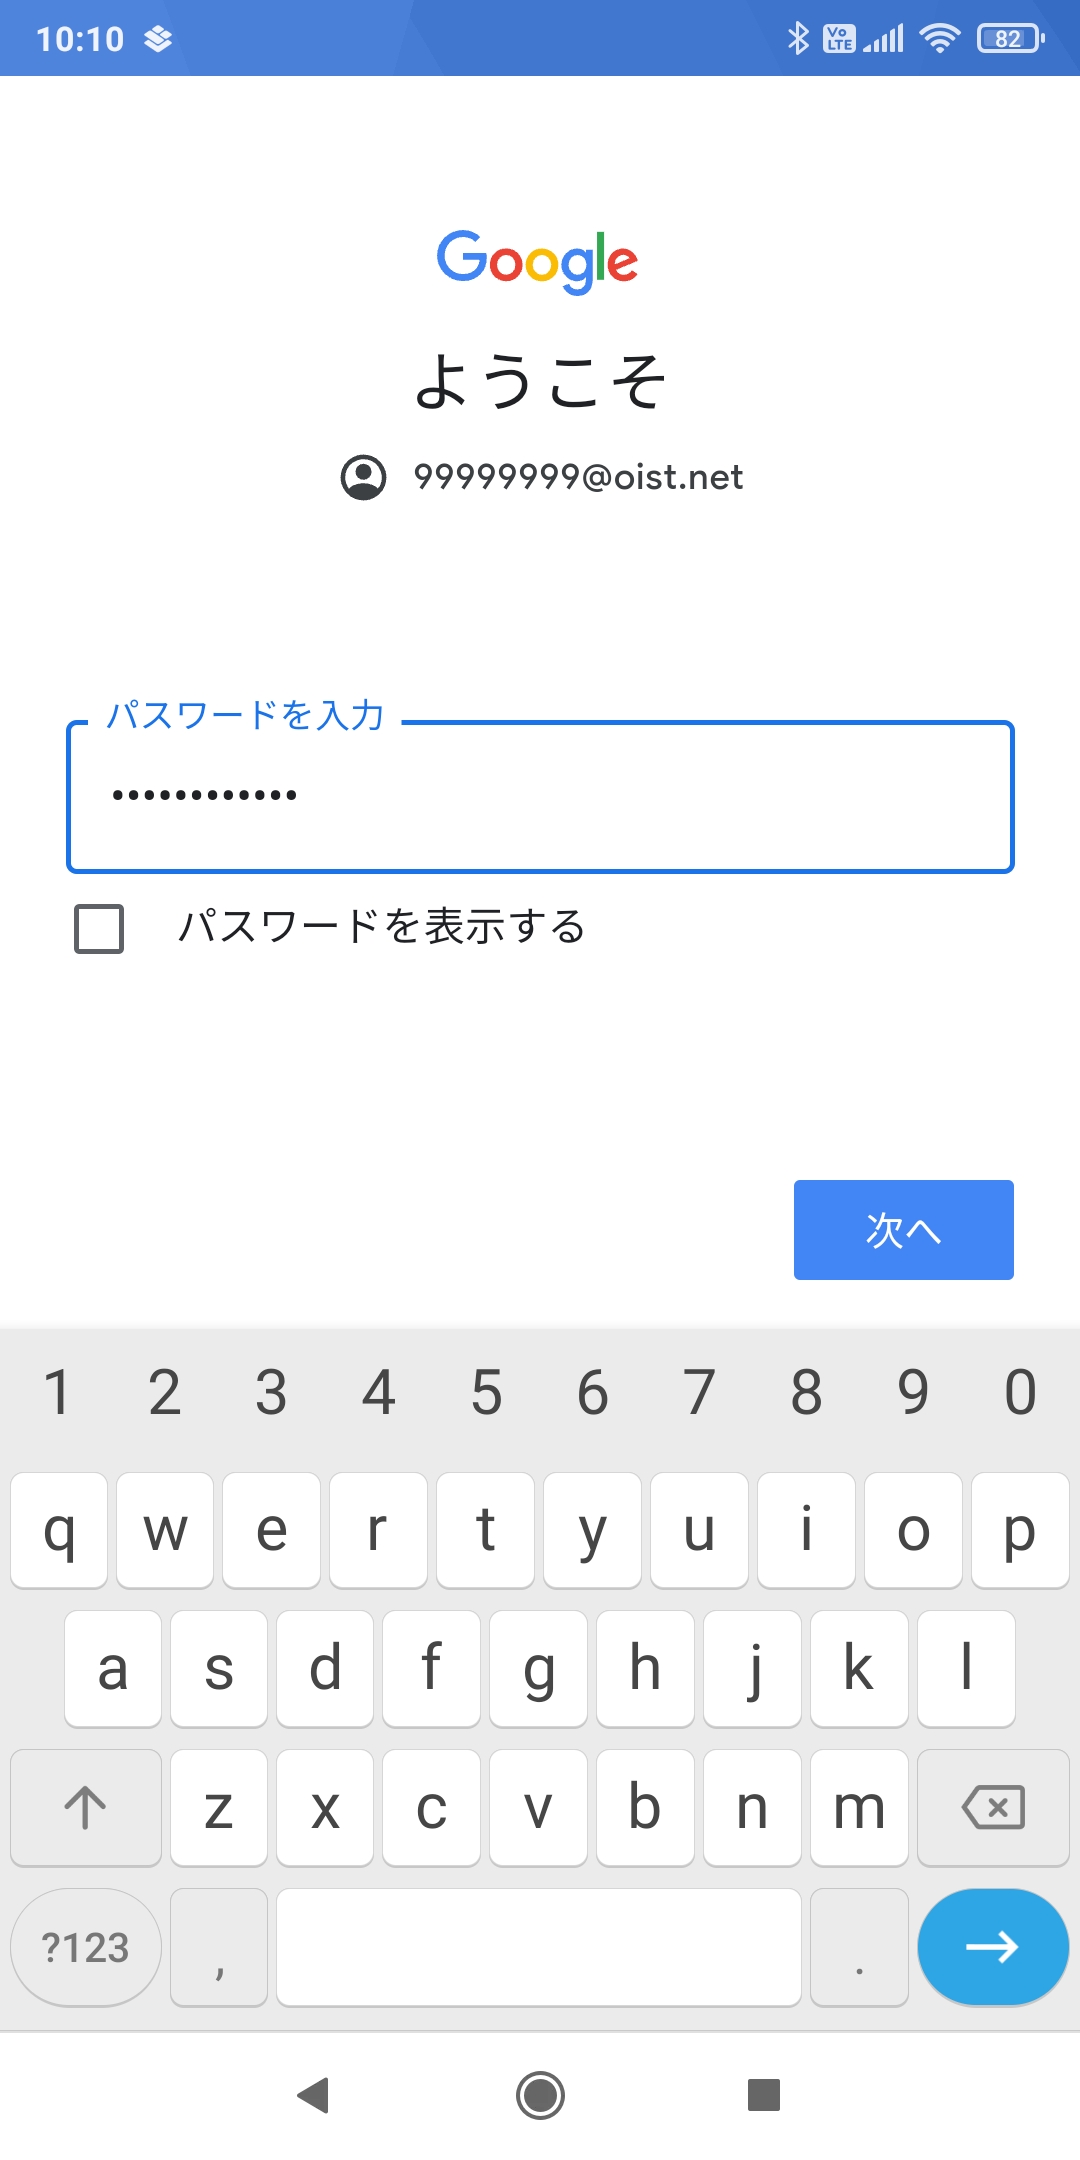 10:10
Vo LTE 82
Google
ようこそ
99999999@oist.net
パスワードを入力
••••••••••••
パスワードを表示する
次へ
1 2 3 4 5 6 7 8 9 0
q w e r t y u i o p
a s d f g h j k l
z x c v b n m
?123 , .